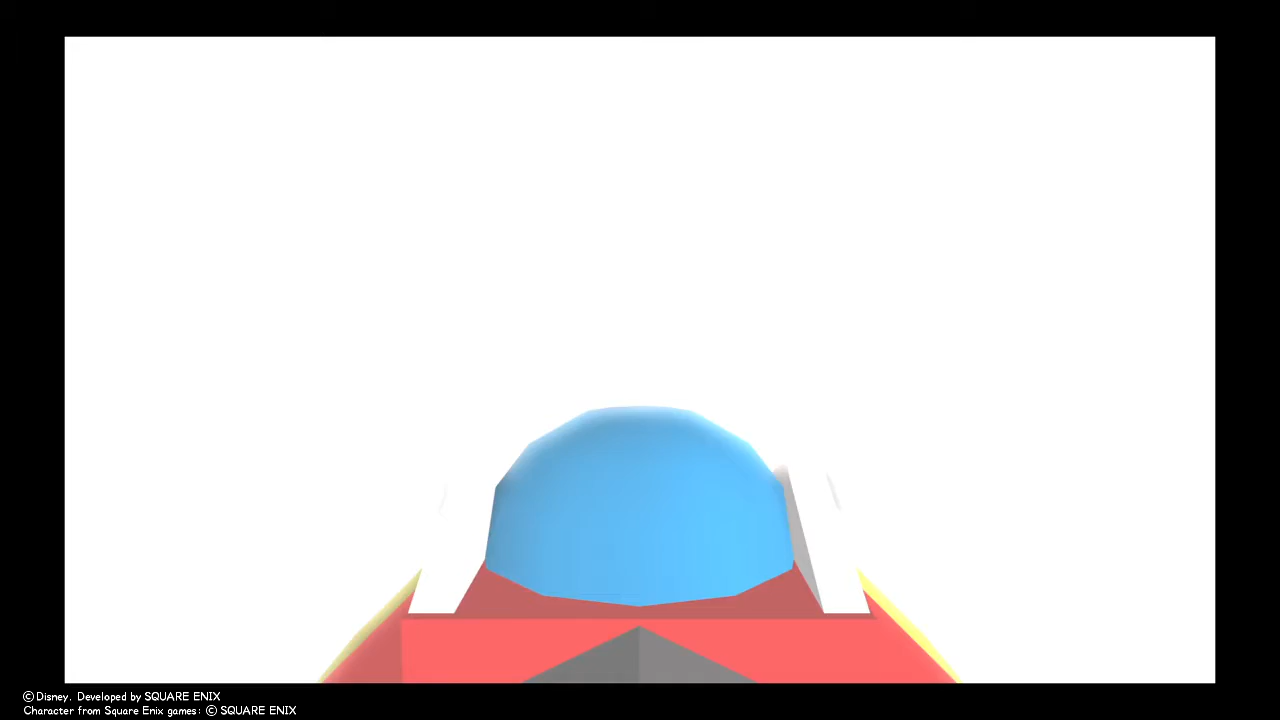 © Disney. Developed by SQUARE ENIX
Character from Square Enix games: © SQUARE ENIX